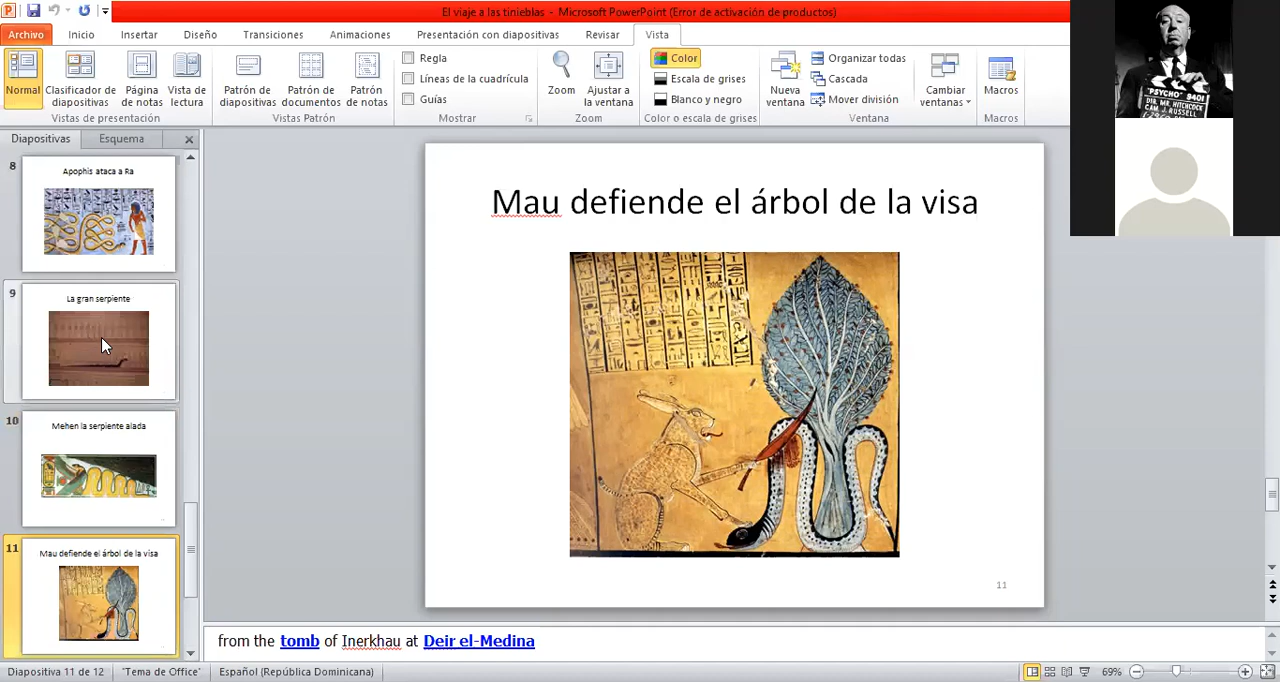 El viaje a las tinieblas - Microsoft PowerPoint (Error de activación de productos)
Archivo Inicio Insertar Diseño Transiciones Animaciones Presentación con diapositivas Revisar Vista
Normal
Clasificador de diapositivas
Página de notas
Vista de lectura
Vistas de presentación
Patrón de diapositivas
Patrón de documentos
Patrón de notas
Vistas Patrón
Regla
Líneas de la cuadrícula
Guías
Mostrar
Zoom
Ajustar a la ventana
Zoom
Color
Escala de grises
Blanco y negro
Color o escala de grises
Nueva ventana
Organizar todas
Cascada
Mover división
Cambiar ventanas
Ventana
Macros
Macros
"PSYCHO" 9401
DIR. MR. HITCHCOCK
CAM. J. RUSSELL
Diapositivas Esquema
8
Apophis ataca a Ra
9
La gran serpiente
10
Mehen la serpiente alada
11
Mau defiende el árbol de la visa
Mau defiende el árbol de la visa
11
from the tomb of Inerkhau at Deir el-Medina
Diapositiva 11 de 12 "Tema de Office" Español (República Dominicana) 69%